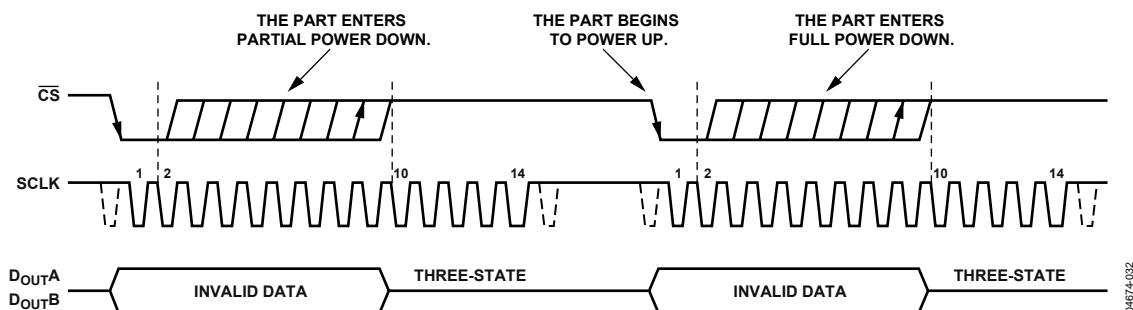 THE PART ENTERS
PARTIAL POWER DOWN.
THE PART BEGINS
TO POWER UP.
THE PART ENTERS
FULL POWER DOWN.
CS
SCLK
1 2 10 14 1 2 10 14
DOUTA
DOUTB
INVALID DATA THREE-STATE INVALID DATA THREE-STATE
04674-032